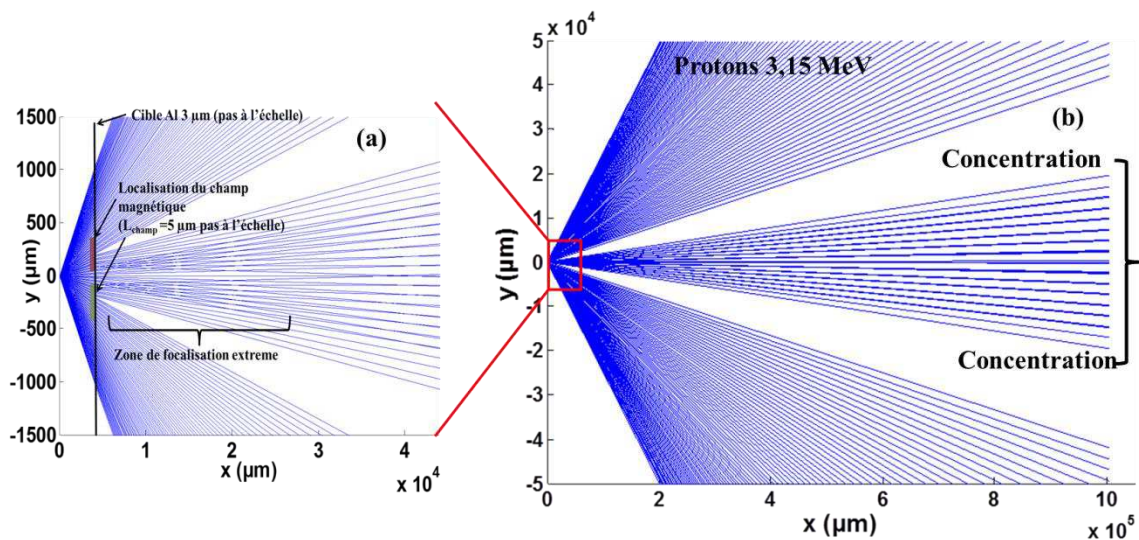 1500
1000
500
0
-500
-1000
-1500
y (µm)
Cible Al 3 µm (pas à l'échelle)
(a)
Localisation du champ
magnétique
(Lchamp =5 µm pas à l'échelle)
Zone de focalisation extreme
0 1 2 3 4
x (µm)
x 10^4
x 10^4
5
4
3
2
1
0
-1
-2
-3
-4
-5
y (µm)
Protons 3,15 MeV
(b)
Concentration
Concentration
0 2 4 6 8 10
x (µm)
x 10^5